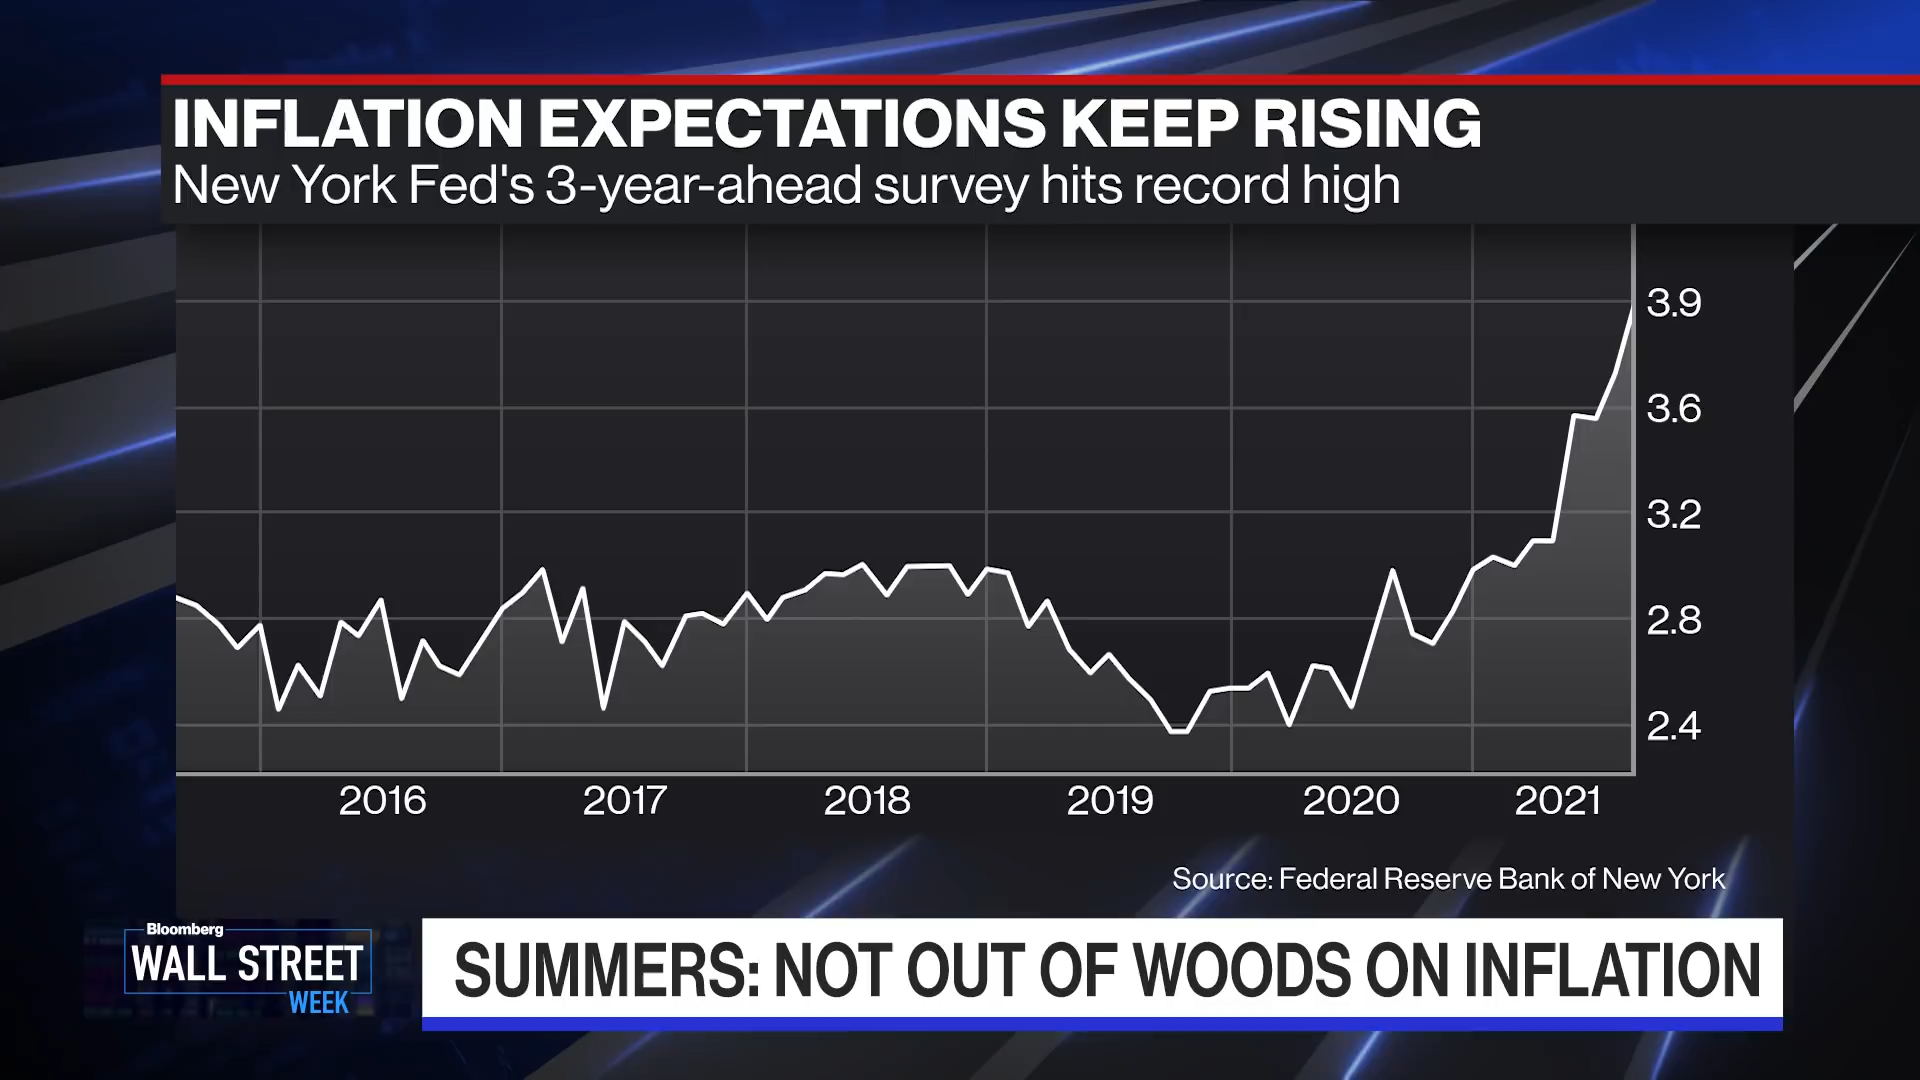 INFLATION EXPECTATIONS KEEP RISING
New York Fed's 3-year-ahead survey hits record high
3.9
3.6
3.2
2.8
2.4
2016 2017 2018 2019 2020 2021
Source: Federal Reserve Bank of New York
Bloomberg
WALL STREET
WEEK
SUMMERS: NOT OUT OF WOODS ON INFLATION